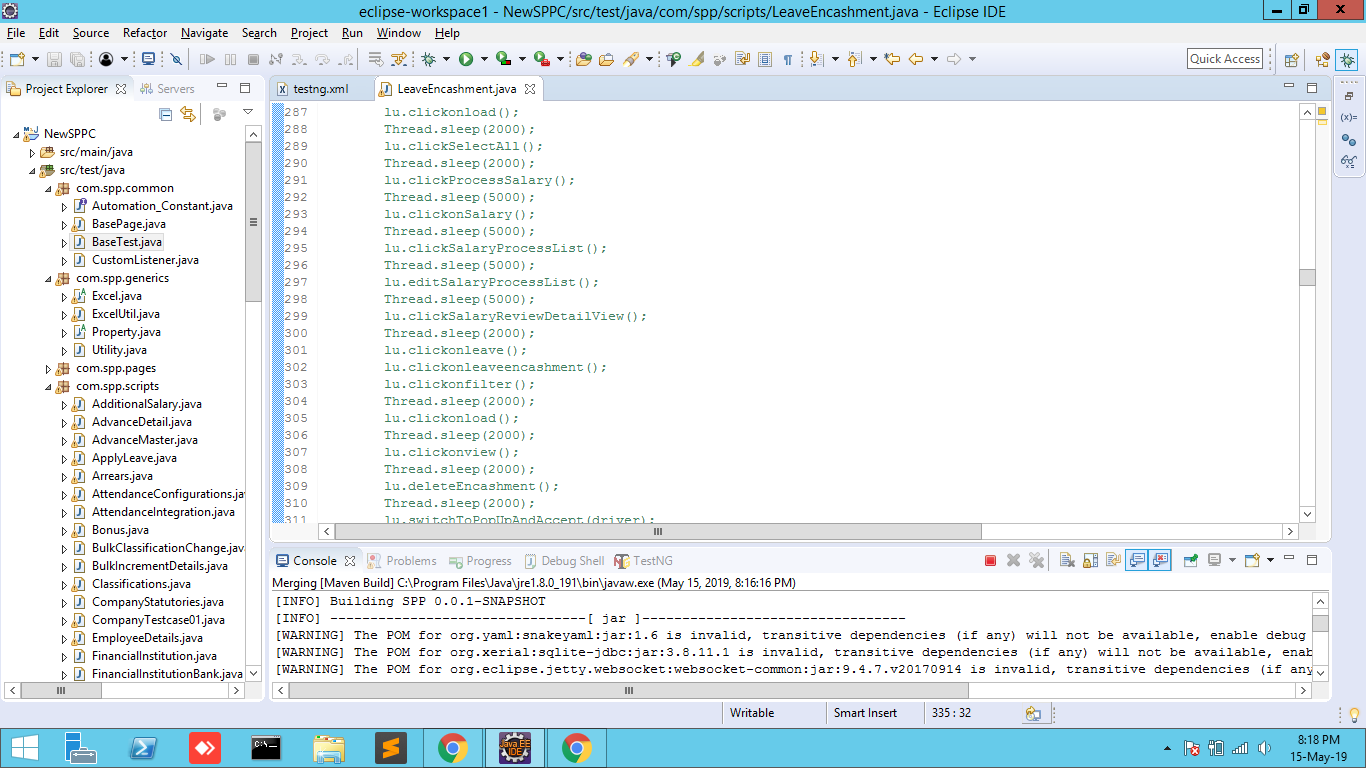 eclipse-workspace1 - NewSPPC/src/test/java/com/spp/scripts/LeaveEncashment.java - Eclipse IDE
File Edit Source Refactor Navigate Search Project Run Window Help
Quick Access
Project Explorer Servers
NewSPPC
src/main/java
src/test/java
com.spp.common
Automation_Constant.java
BasePage.java
BaseTest.java
CustomListener.java
com.spp.generics
Excel.java
ExcelUtil.java
Property.java
Utility.java
com.spp.pages
com.spp.scripts
AdditionalSalary.java
AdvanceDetail.java
AdvanceMaster.java
ApplyLeave.java
Arrears.java
AttendanceConfigurations.ja
AttendanceIntegration.java
Bonus.java
BulkClassificationChange.java
BulkIncrementDetails.java
Classifications.java
CompanyStatutories.java
CompanyTestcase01.java
EmployeeDetails.java
FinancialInstitution.java
FinancialInstitutionBank.java
testng.xml LeaveEncashment.java
287 lu.clickonload();
288 Thread.sleep(2000);
289 lu.clickSelectAll();
290 Thread.sleep(2000);
291 lu.clickProcessSalary();
292 Thread.sleep(5000);
293 lu.clickonSalary();
294 Thread.sleep(5000);
295 lu.clickSalaryProcessList();
296 Thread.sleep(5000);
297 lu.editSalaryProcessList();
298 Thread.sleep(5000);
299 lu.clickSalaryReviewDetailView();
300 Thread.sleep(2000);
301 lu.clickonleave();
302 lu.clickonleaveencashment();
303 lu.clickonfilter();
304 Thread.sleep(2000);
305 lu.clickonload();
306 Thread.sleep(2000);
307 lu.clickonview();
308 Thread.sleep(2000);
309 lu.deleteEncashment();
310 Thread.sleep(2000);
311 lu.switchToPopUpAndAccept(driver);
(x)=
Console Problems Progress Debug Shell TestNG
Merging [Maven Build] C:\Program Files\Java\jre1.8.0_191\bin\javaw.exe (May 15, 2019, 8:16:16 PM)
[INFO] Building SPP 0.0.1-SNAPSHOT
[INFO] --------------------------------[ jar ]---------------------------------
[WARNING] The POM for org.yaml:snakeyaml:jar:1.6 is invalid, transitive dependencies (if any) will not be available, enable debug
[WARNING] The POM for org.xerial:sqlite-jdbc:jar:3.8.11.1 is invalid, transitive dependencies (if any) will not be available, enab
[WARNING] The POM for org.eclipse.jetty.websocket:websocket-common:jar:9.4.7.v20170914 is invalid, transitive dependencies (if any
Writable Smart Insert 335 : 32
Java EE
IDE
8:18 PM
15-May-19